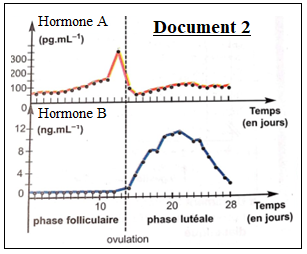 Hormone A
Document 2
(pg.mL⁻¹)
300
200
100
0
Temps
(en jours)
Hormone B
(ng.mL⁻¹)
12
8
4
0
10
20
28
Temps
(en jours)
phase folliculaire
phase lutéale
ovulation